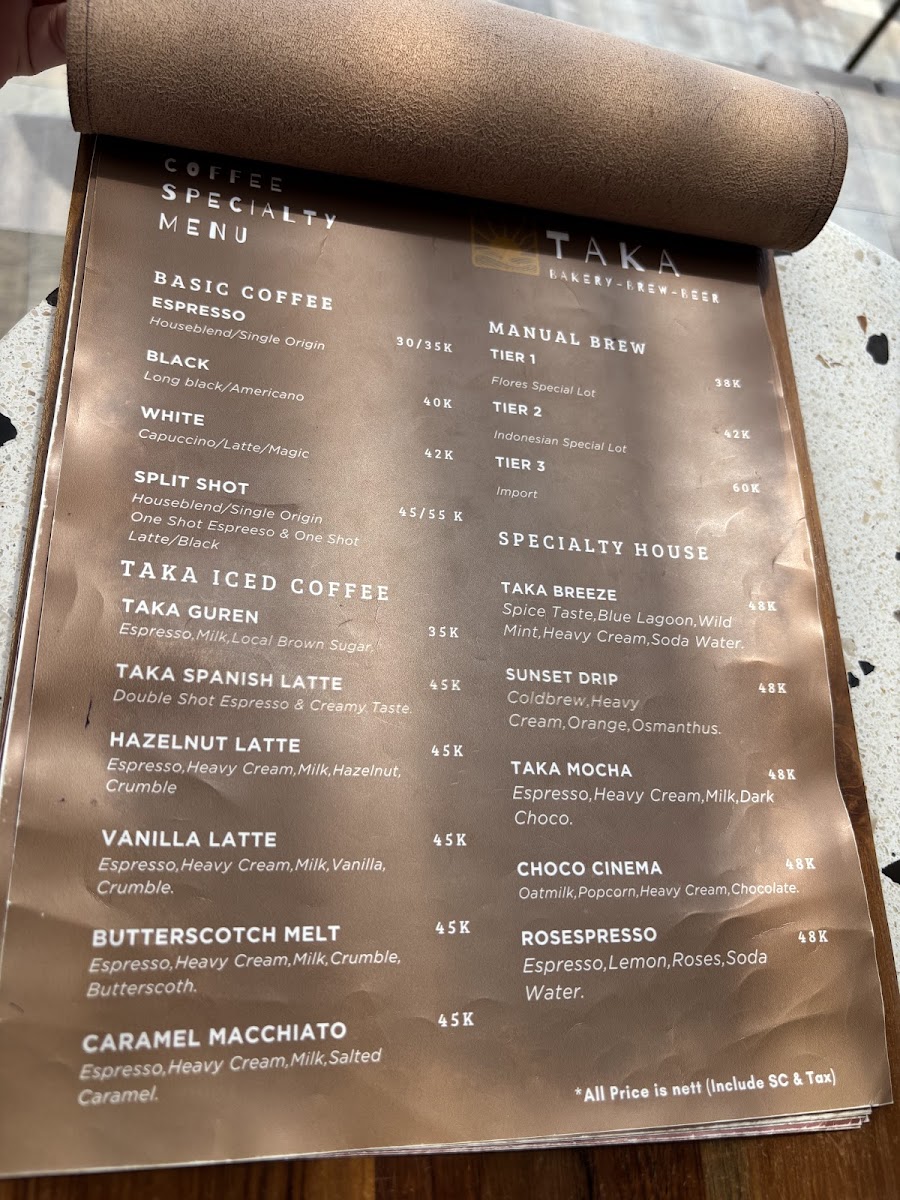 COFFEE
SPECIALTY
MENU
TAKA
BAKERY-BREW-BEER
BASIC COFFEE
ESPRESSO
Houseblend/Single Origin 30/35K
BLACK
Long black/Americano 40K
WHITE
Capuccino/Latte/Magic 42K
SPLIT SHOT
Houseblend/Single Origin 45/55 K
One Shot Espreeso & One Shot
Latte/Black
TAKA ICED COFFEE
TAKA GUREN 35K
Espresso,Milk,Local Brown Sugar.
TAKA SPANISH LATTE 45K
Double Shot Espresso & Creamy Taste.
HAZELNUT LATTE 45K
Espresso,Heavy Cream,Milk,Hazelnut,
Crumble
VANILLA LATTE 45K
Espresso,Heavy Cream,Milk,Vanilla,
Crumble.
BUTTERSCOTCH MELT 45K
Espresso,Heavy Cream,Milk,Crumble,
Butterscoth.
CARAMEL MACCHIATO 45K
Espresso,Heavy Cream,Milk,Salted
Caramel.
MANUAL BREW
TIER 1
Flores Special Lot 38K
TIER 2
Indonesian Special Lot 42K
TIER 3
Import 60K
SPECIALTY HOUSE
TAKA BREEZE 48K
Spice Taste,Blue Lagoon,Wild
Mint,Heavy Cream,Soda Water.
SUNSET DRIP 48K
Coldbrew,Heavy
Cream,Orange,Osmanthus.
TAKA MOCHA 48K
Espresso,Heavy Cream,Milk,Dark
Choco.
CHOCO CINEMA 48K
Oatmilk,Popcorn,Heavy Cream,Chocolate.
ROSESPRESSO 48K
Espresso,Lemon,Roses,Soda
Water.
*All Price is nett (Include SC & Tax)